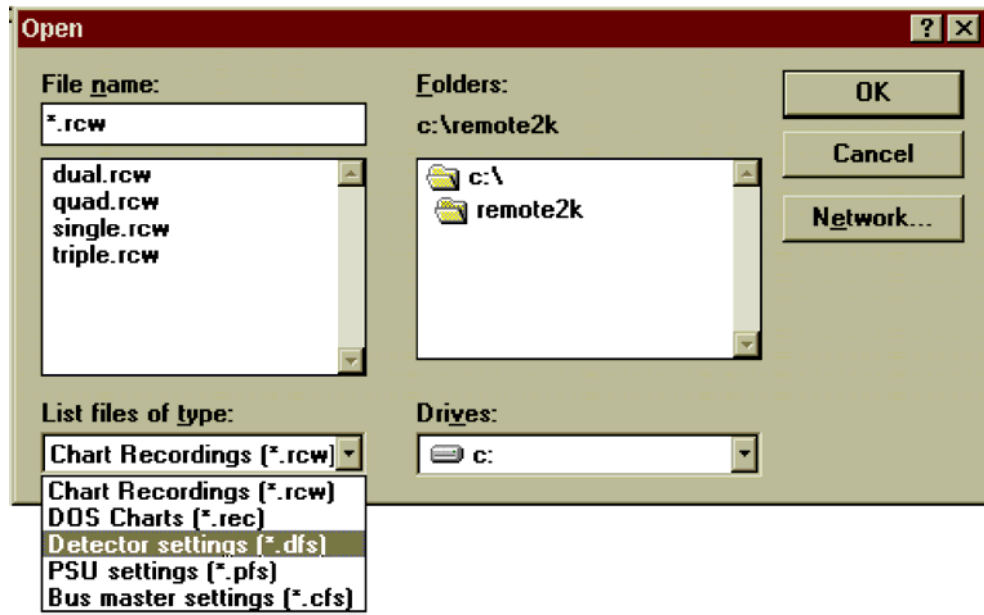 Open
File name:
*.rcw
dual.rcw
quad.rcw
single.rcw
triple.rcw
List files of type:
Chart Recordings (*.rcw)
Chart Recordings (*.rcw)
DOS Charts (*.rec)
Detector settings (*.dfs)
PSU settings (*.pfs)
Bus master settings (*.cfs)
Folders:
c:\remote2k
c:\
remote2k
Drives:
c:
OK
Cancel
Network...